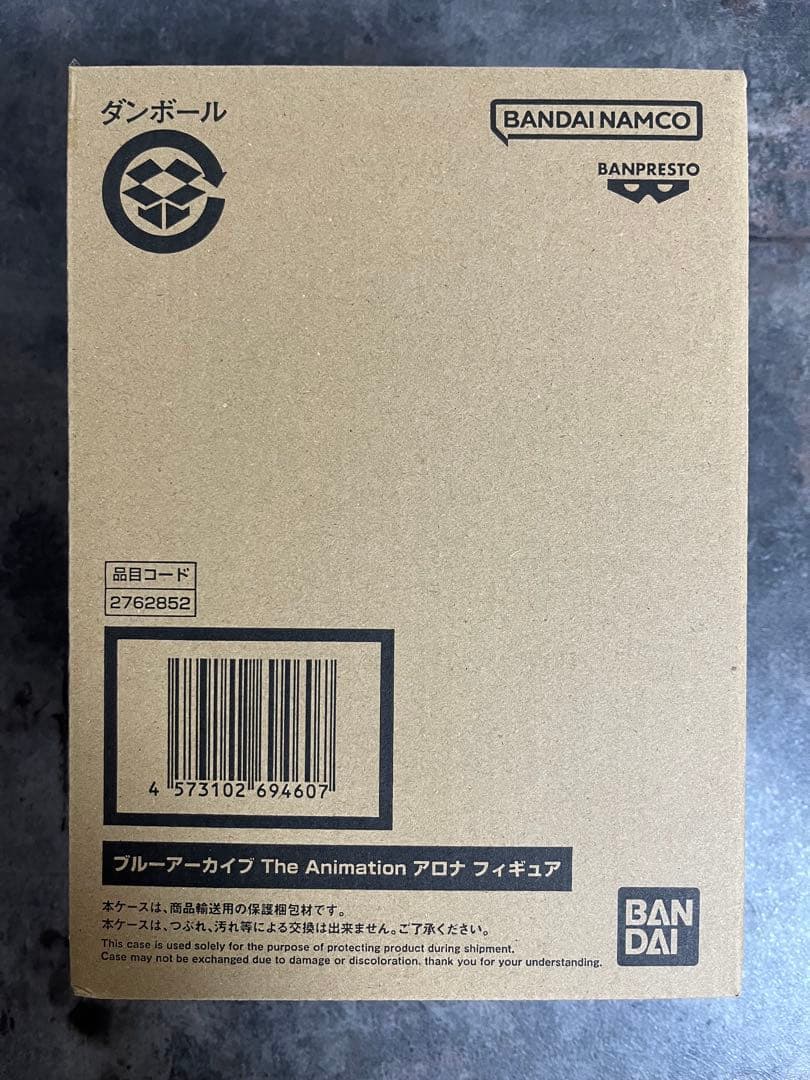 ダンボール
BANDAI NAMCO
BANPRESTO
品目コード
2762852
4 573102 694607
ブルーアーカイブ The Animation アロナ フィギュア
本ケースは、商品輸送用の保護梱包材です。
本ケースは、つぶれ、汚れ等による交換は出来ません。ご了承ください。
This case is used solely for the purpose of protecting product during shipment.
Case may not be exchanged due to damage or discoloration. thank you for your understanding.
BAN
DAI